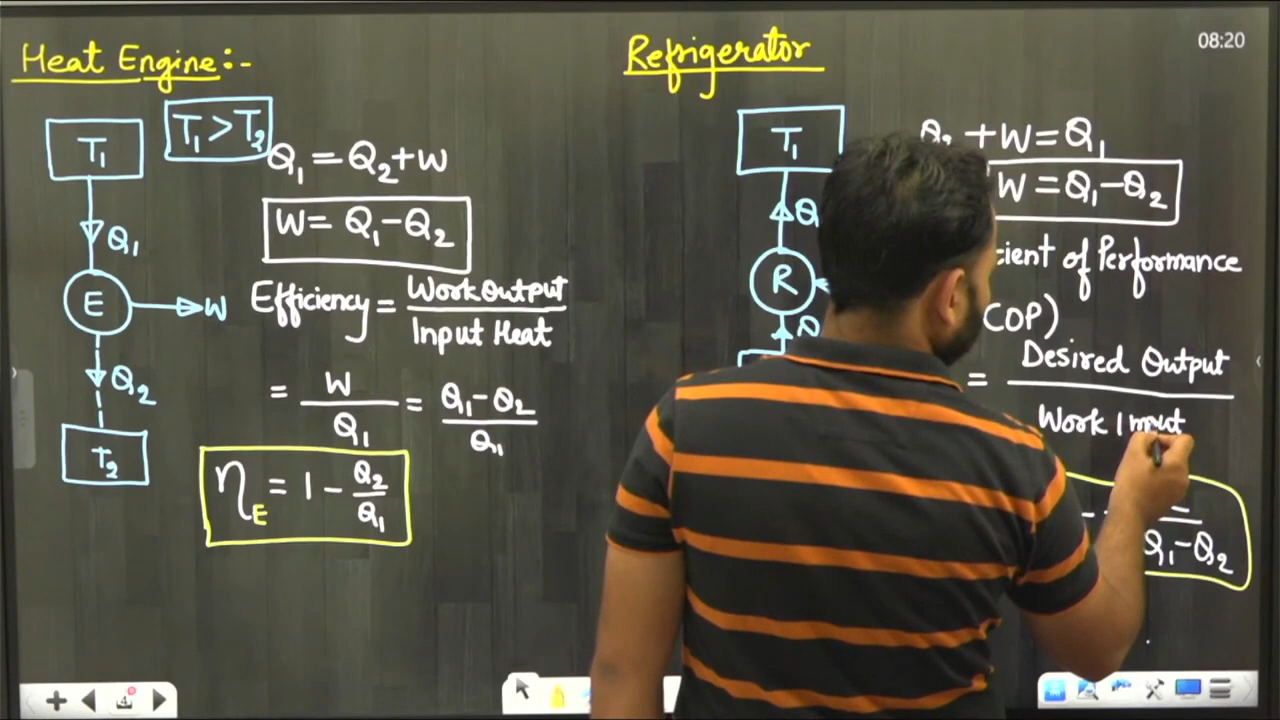 Heat Engine:-
T₁
T₁ > T₂
Q₁
E
W
Q₂
T₂
Q₁ = Q₂ + W
W = Q₁ - Q₂
Efficiency = Work Output / Input Heat
= W / Q₁ = Q₁ - Q₂ / Q₁
η_E = 1 - Q₂ / Q₁
Refrigerator
08:20
T₁
R
+ W = Q₁
W = Q₁ - Q₂
cient of Performance
COP)
= Desired Output / Work Input
Q₁ - Q₂